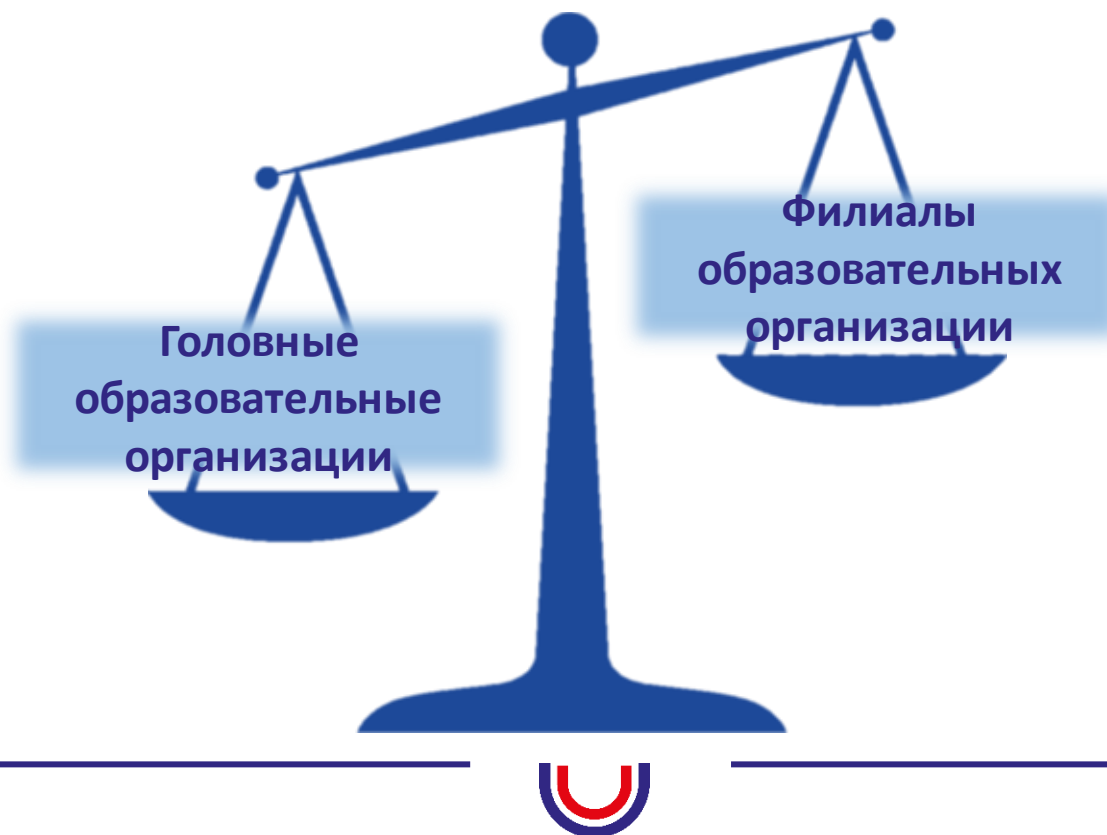 Головные
образовательные
организации
Филиалы
образовательных
организации